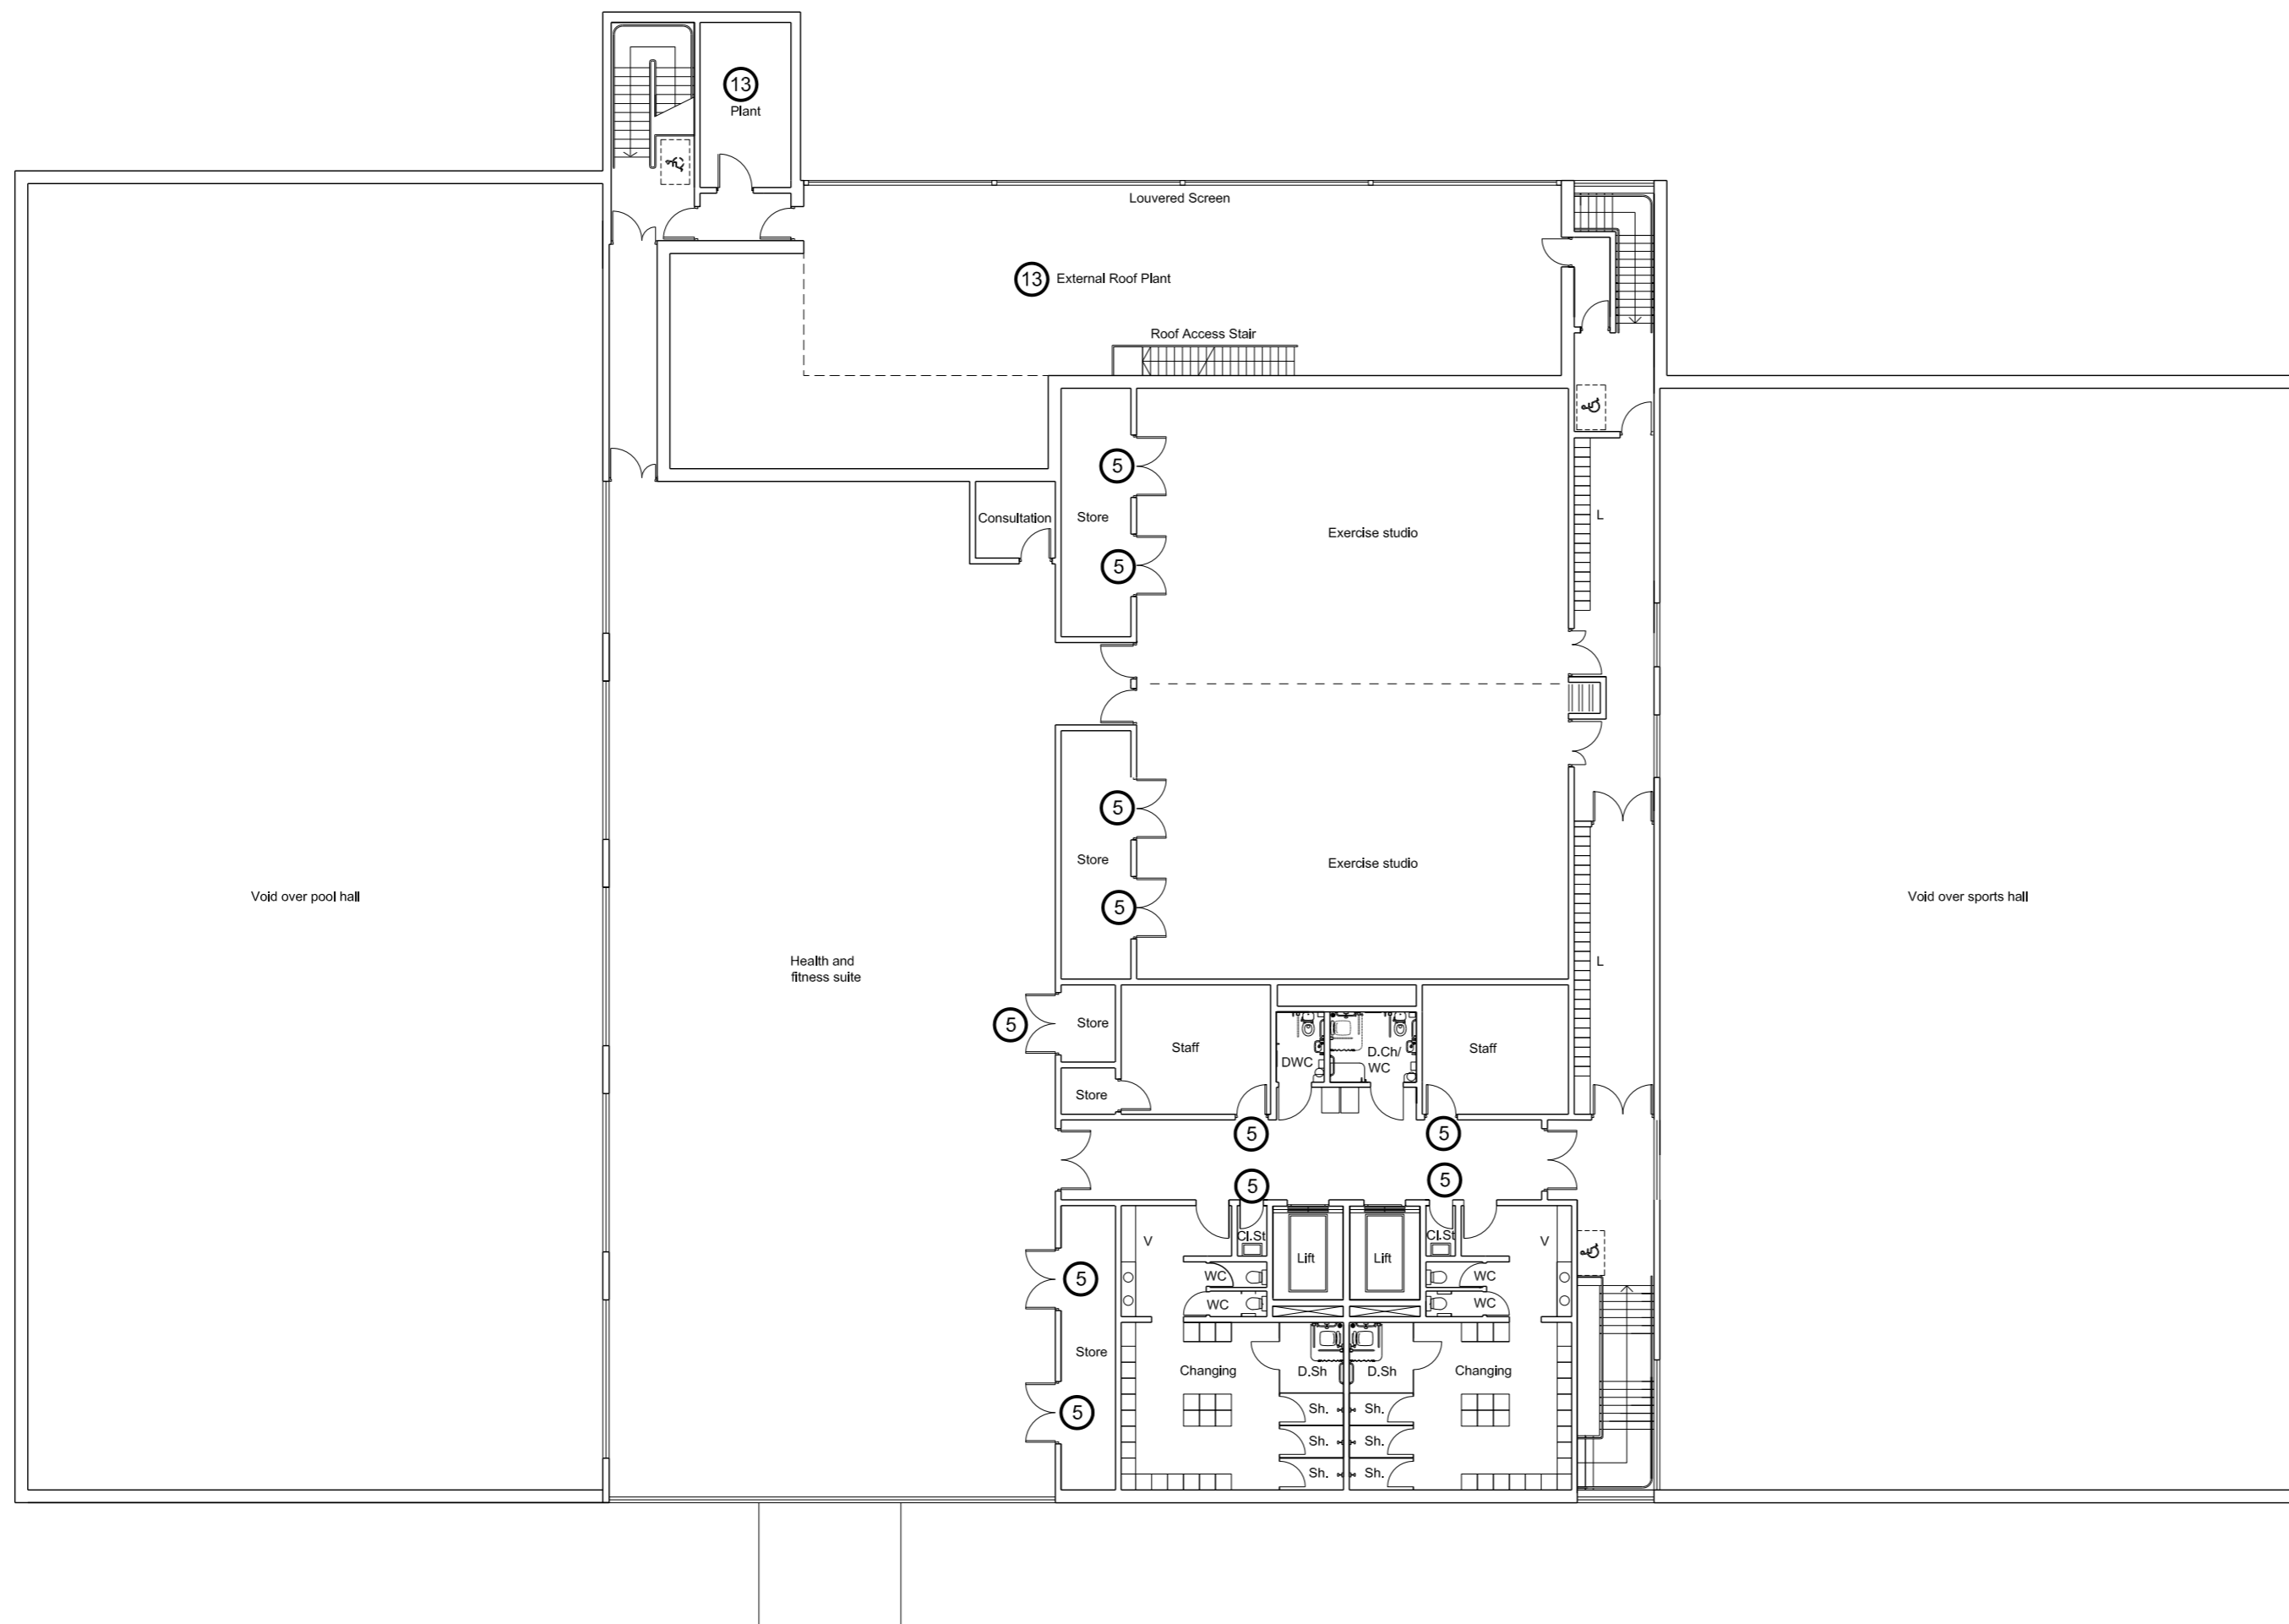 13
Plant
Louvered Screen
13 External Roof Plant
Roof Access Stair
5
Consultation
Store
L
Exercise studio
5
5
Store
Exercise studio
Void over pool hall
Void over sports hall
5
Health and
fitness suite
L
5
Store
Staff
DWC
D.Ch/
WC
Staff
Store
5
5
5
5
V
Cl.St
Lift
Lift
Cl.St
V
5
WC
WC
WC
WC
Store
Changing
D.Sh
D.Sh
Changing
5
Sh.
Sh.
Sh.
Sh.
Sh.
Sh.